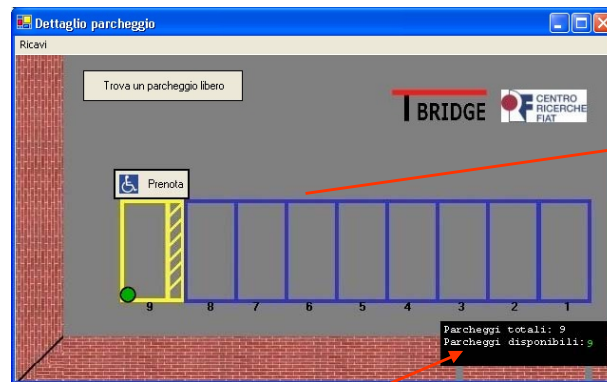 Dettaglio parcheggio
Ricavi
Trova un parcheggio libero
T BRIDGE
CENTRO
RICERCHE
FIAT
Prenota
9 8 7 6 5 4 3 2 1
Parcheggi totali: 9
Parcheggi disponibili: 9